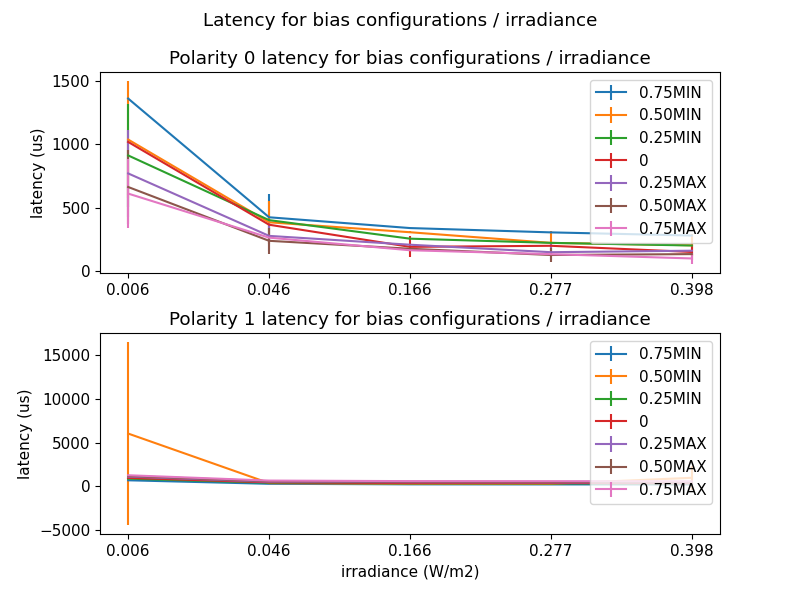 Latency for bias configurations / irradiance
Polarity 0 latency for bias configurations / irradiance
latency (us)
1500
1000
500
0
0.006
0.046
0.166
0.277
0.398
0.75MIN
0.50MIN
0.25MIN
0
0.25MAX
0.50MAX
0.75MAX
Polarity 1 latency for bias configurations / irradiance
latency (us)
15000
10000
5000
0
−5000
0.006
0.046
0.166
0.277
0.398
0.75MIN
0.50MIN
0.25MIN
0
0.25MAX
0.50MAX
0.75MAX
irradiance (W/m2)